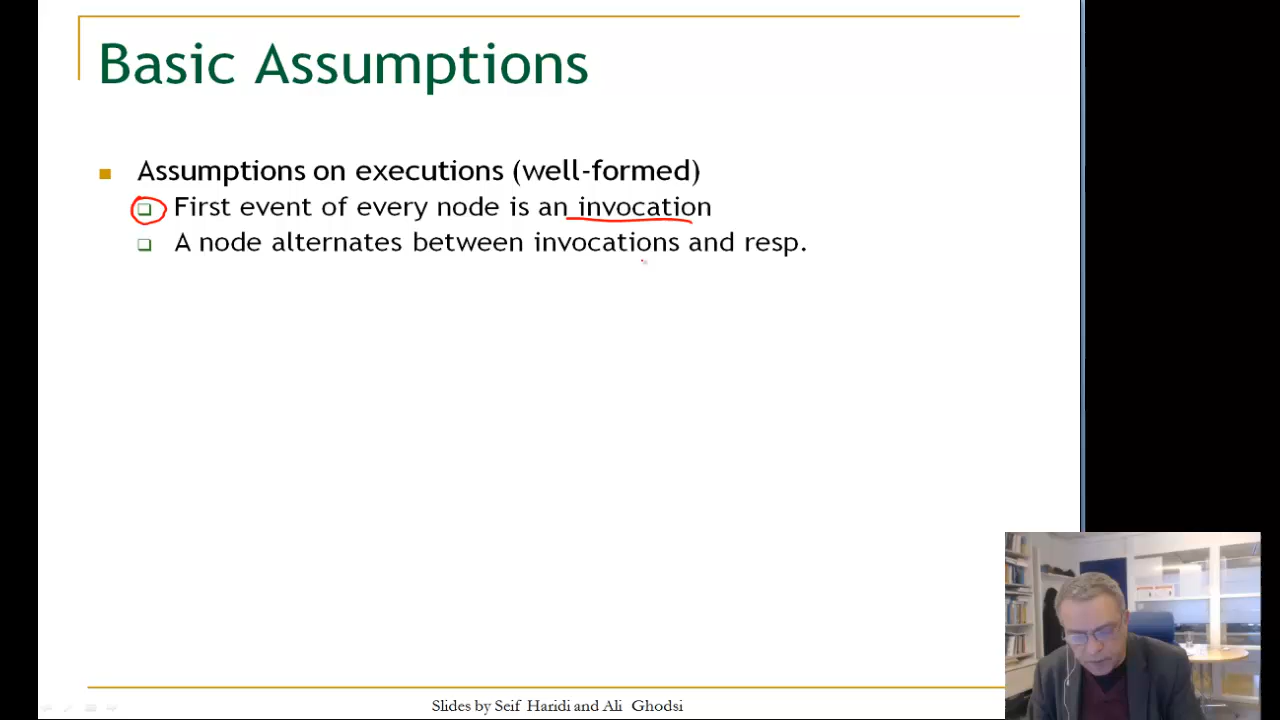 Basic Assumptions
Assumptions on executions (well-formed)
First event of every node is an invocation
A node alternates between invocations and resp.
Slides by Seif Haridi and Ali Ghodsi